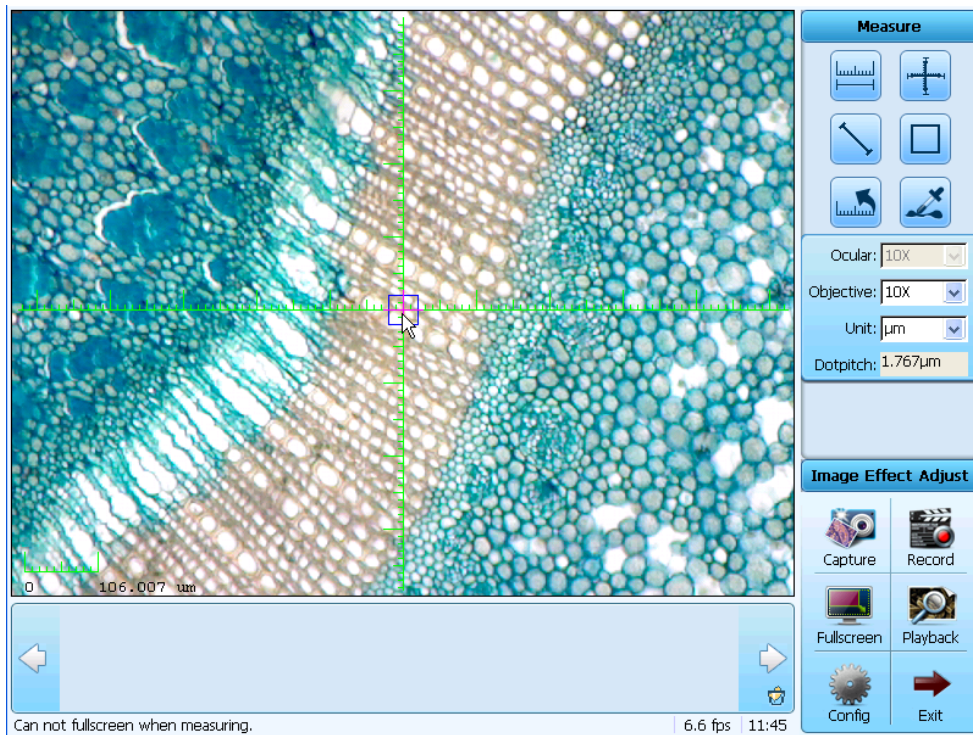 Measure
Ocular: 10X
Objective: 10X
Unit: µm
Dotpitch: 1.767µm
Image Effect Adjust
Capture Record
Fullscreen Playback
Config Exit
0 106.007 um
Can not fullscreen when measuring. 6.6 fps 11:45